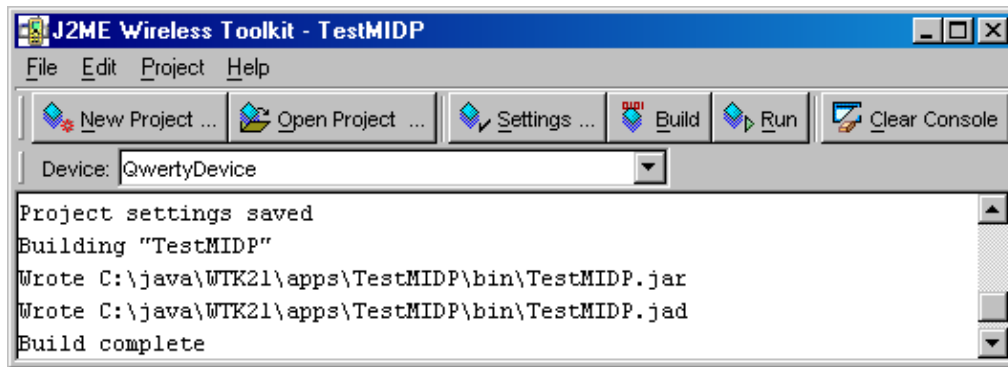 J2ME Wireless Toolkit - TestMIDP
File Edit Project Help
New Project ... Open Project ... Settings ... Build Run Clear Console
Device: QwertyDevice
Project settings saved
Building "TestMIDP"
Wrote C:\java\WTK21\apps\TestMIDP\bin\TestMIDP.jar
Wrote C:\java\WTK21\apps\TestMIDP\bin\TestMIDP.jad
Build complete